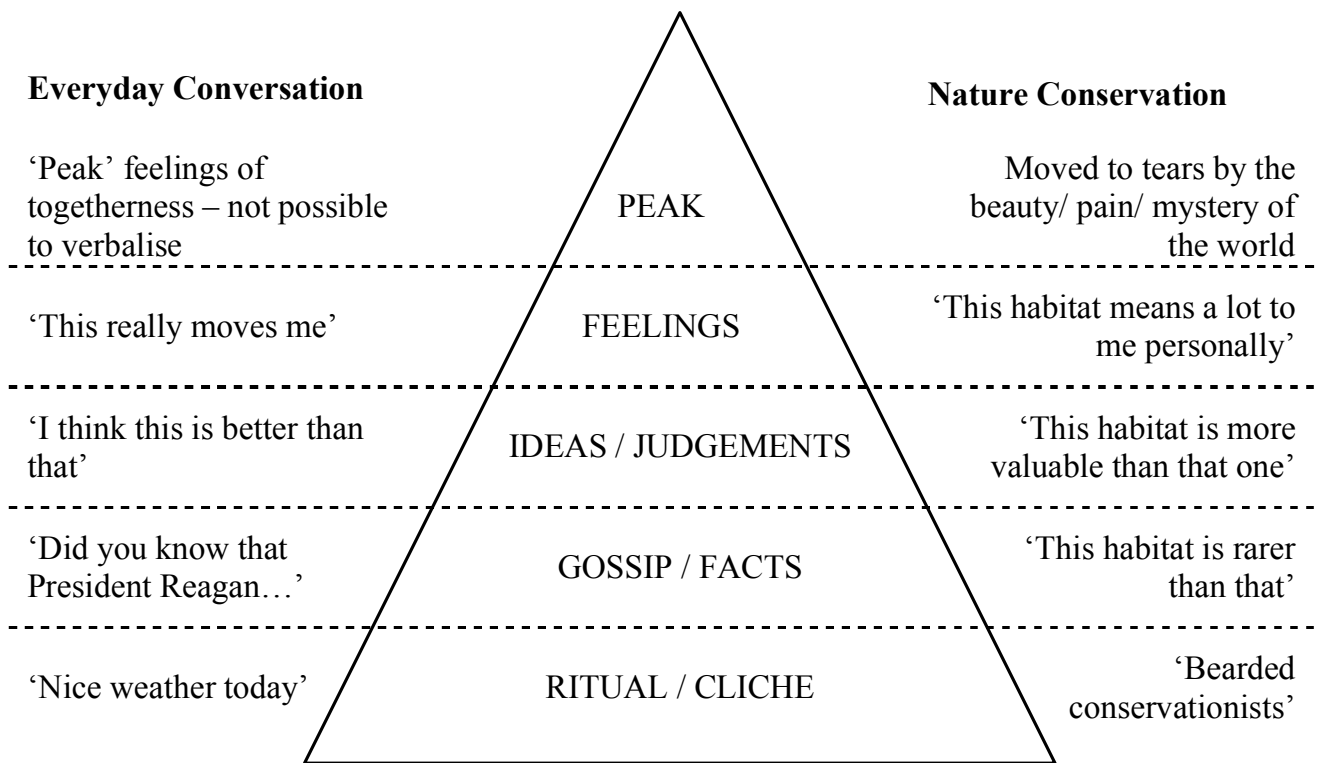 Everyday Conversation
Nature Conservation
‘Peak’ feelings of
togetherness – not possible
to verbalise
PEAK
Moved to tears by the
beauty/ pain/ mystery of
the world
‘This really moves me’
FEELINGS
‘This habitat means a lot to
me personally’
‘I think this is better than
that’
IDEAS / JUDGEMENTS
‘This habitat is more
valuable than that one’
‘Did you know that
President Reagan…’
GOSSIP / FACTS
‘This habitat is rarer
than that’
‘Nice weather today’
RITUAL / CLICHE
‘Bearded
conservationists’